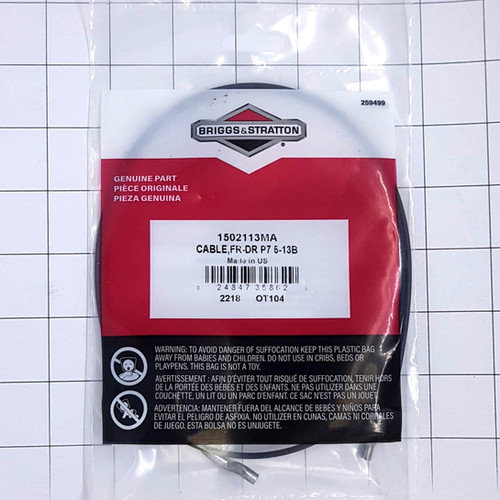 259499
BRIGGS&STRATTON
GENUINE PART
PIÈCE ORIGINALE
PIEZA GENUINA
1502113MA
CABLE,FR-DR P7 5-13B
Made in US
0 24847 35862
2218 OT104
WARNING: TO AVOID DANGER OF SUFFOCATION KEEP THIS PLASTIC BAG
AWAY FROM BABIES AND CHILDREN. DO NOT USE IN CRIBS, BEDS OR
PLAYPENS. THIS BAG IS NOT A TOY.
AVERTISSEMENT : AFIN D'ÉVITER TOUT RISQUE DE SUFFOCATION, TENIR HORS
DE LA PORTÉE DES BÉBÉS ET DES ENFANTS. NE PAS UTILIZER DANS UNE
COUCHETTE, UN LIT OU UN PARC D'ENFANT. CE SAC N'EST PAS UN JOUET.
ADVERTENCIA: MANTENER FUERA DEL ALCANCE DE BEBÉS Y NIÑOS PARA
EVITAR EL PELIGRO DE ASFIXIA. NO UTILIZAR EN CUNAS, CAMAS NI CORRALES
DE JUEGO. ESTA BOLSA NO ES UN JUGUETE.